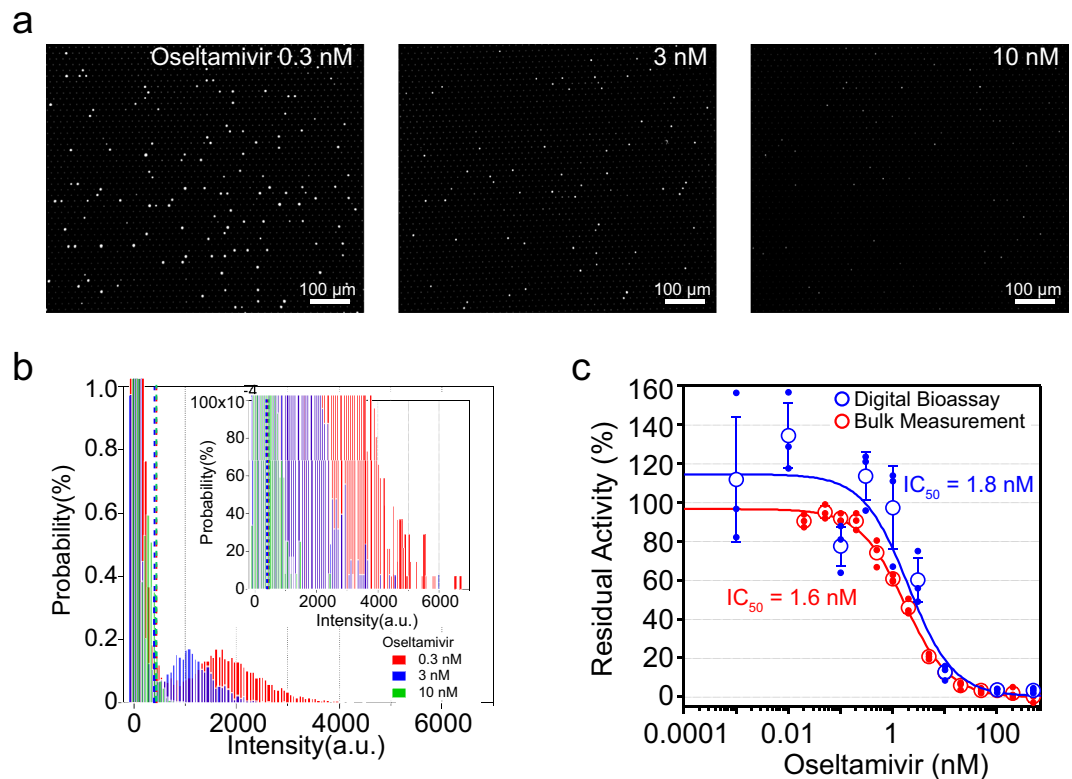 a
Oseltamivir 0.3 nM
3 nM
10 nM
100 µm
100 µm
100 µm
b
1.0
0.8
0.6
0.4
0.2
0
Probability(%)
0
2000
4000
6000
Intensity(a.u.)
-4
100x10
80
60
40
20
0
Probability(%)
0
2000
4000
6000
Intensity(a.u.)
Oseltamivir
0.3 nM
3 nM
10 nM
c
160
140
120
100
80
60
40
20
0
Residual Activity (%)
Digital Bioassay
Bulk Measurement
IC50 = 1.8 nM
IC50 = 1.6 nM
0.0001
0.01
1
100
Oseltamivir (nM)